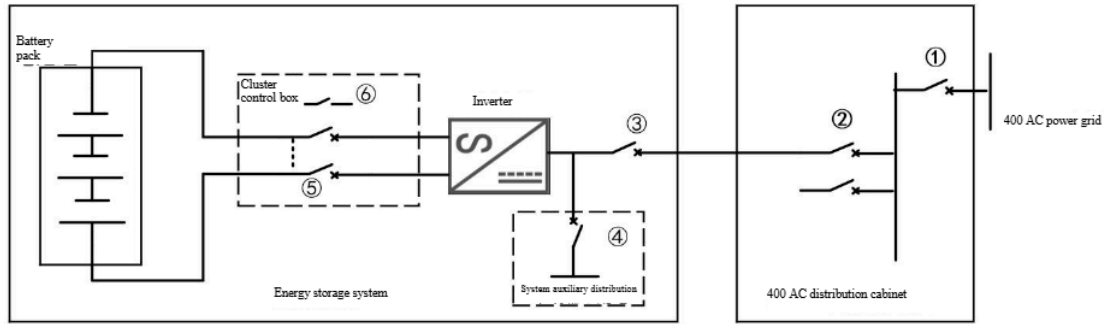 Battery
pack
Cluster
control box
⑥
Inverter
③
①
②
400 AC power grid
⑤
④
System auxiliary distribution
Energy storage system
400 AC distribution cabinet